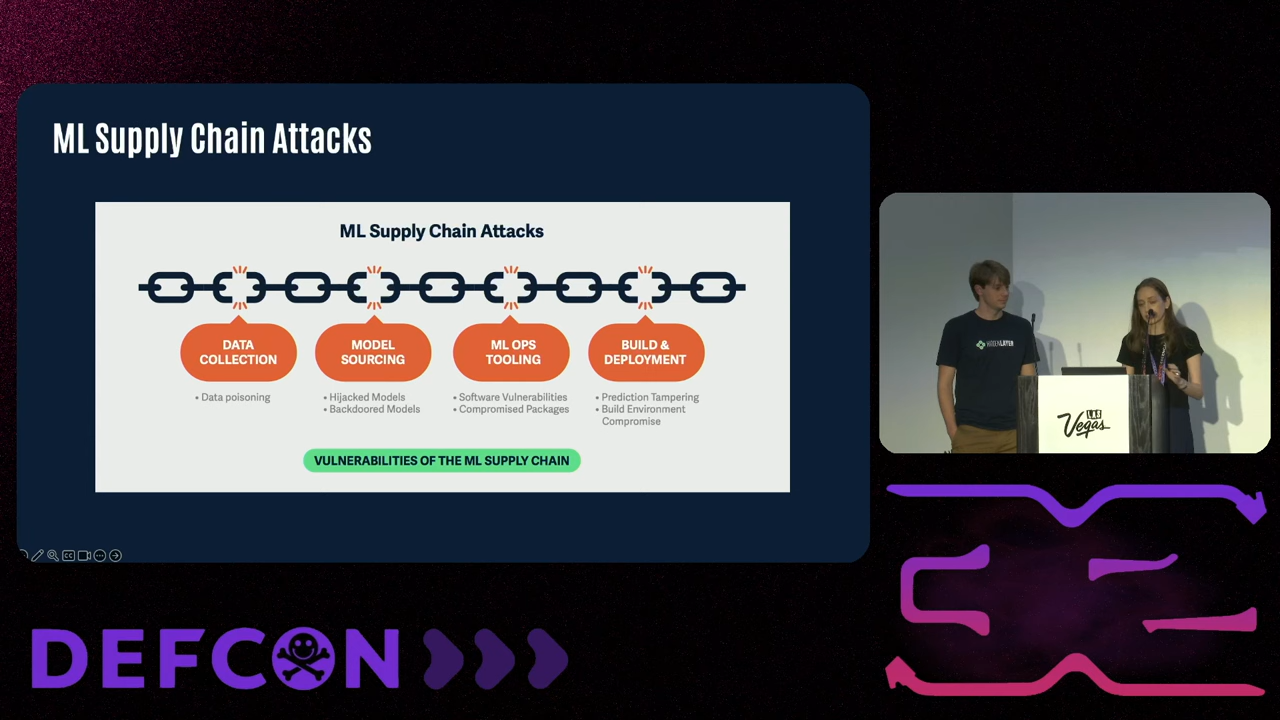 ML Supply Chain Attacks
ML Supply Chain Attacks
DATA
COLLECTION
• Data poisoning
MODEL
SOURCING
• Hijacked Models
• Backdoored Models
ML OPS
TOOLING
• Software Vulnerabilities
• Compromised Packages
BUILD &
DEPLOYMENT
• Prediction Tampering
• Build Environment
Compromise
VULNERABILITIES OF THE ML SUPPLY CHAIN
HIDDENLAYER
LAS
Vegas
DEFCON